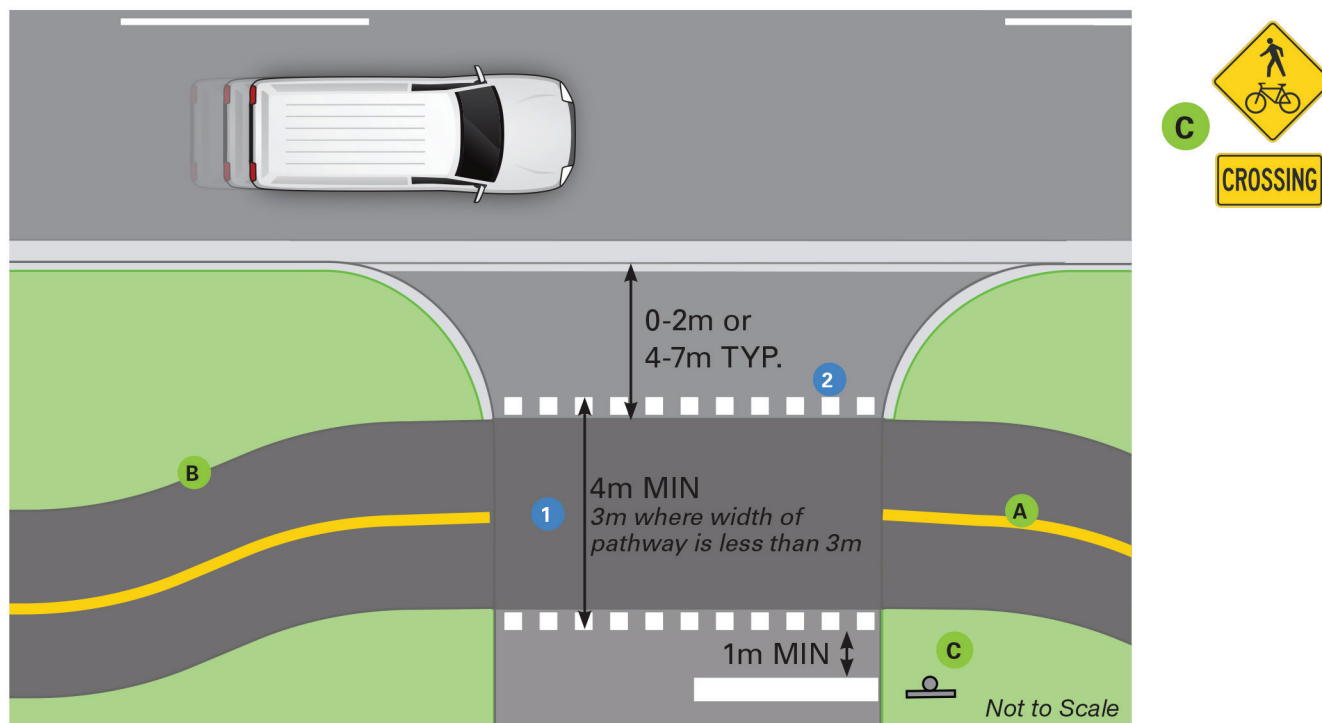 C
CROSSING
0-2m or
4-7m TYP.
2
B
1
4m MIN
3m where width of
pathway is less than 3m
A
1m MIN
C
Not to Scale